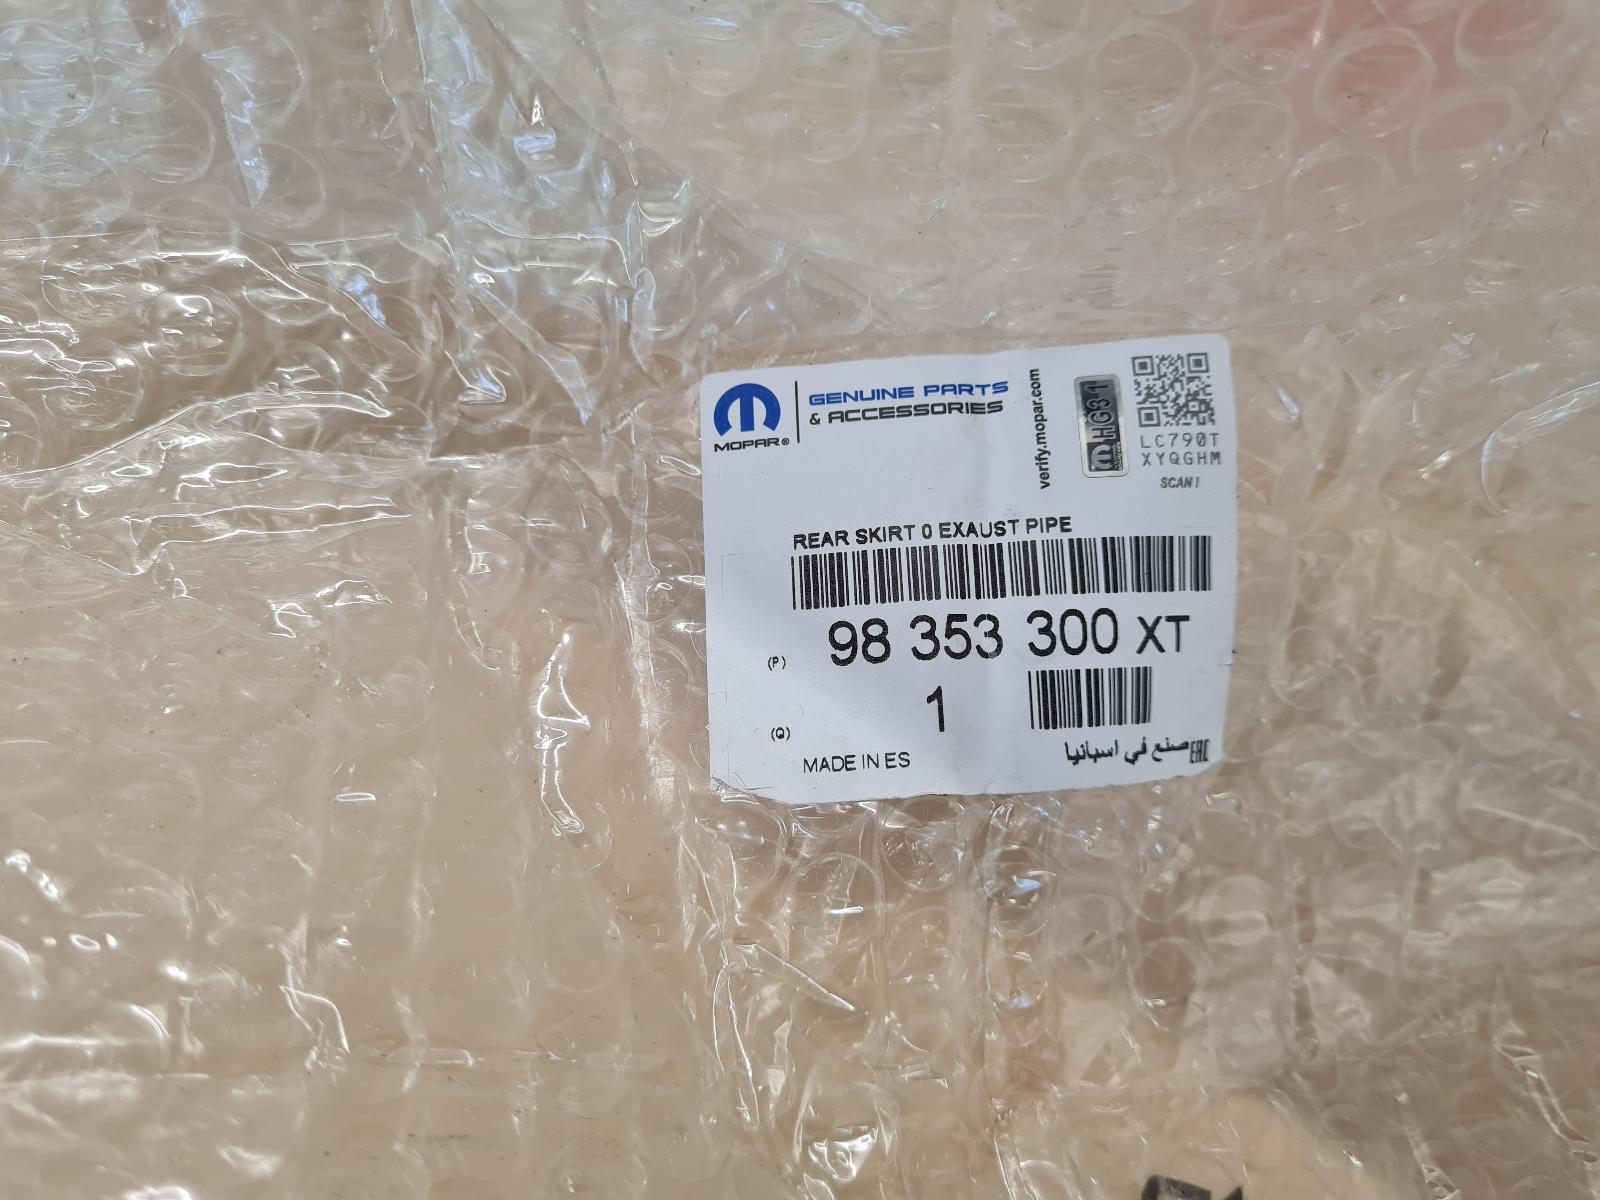 MOPAR®
GENUINE PARTS
& ACCESSORIES
verify.mopar.com
HG31
LC790T
XYQGHM
SCAN!
REAR SKIRT 0 EXAUST PIPE
(P) 98 353 300 XT
(Q) 1
MADE IN ES
صنع في اسبانيا
EAC